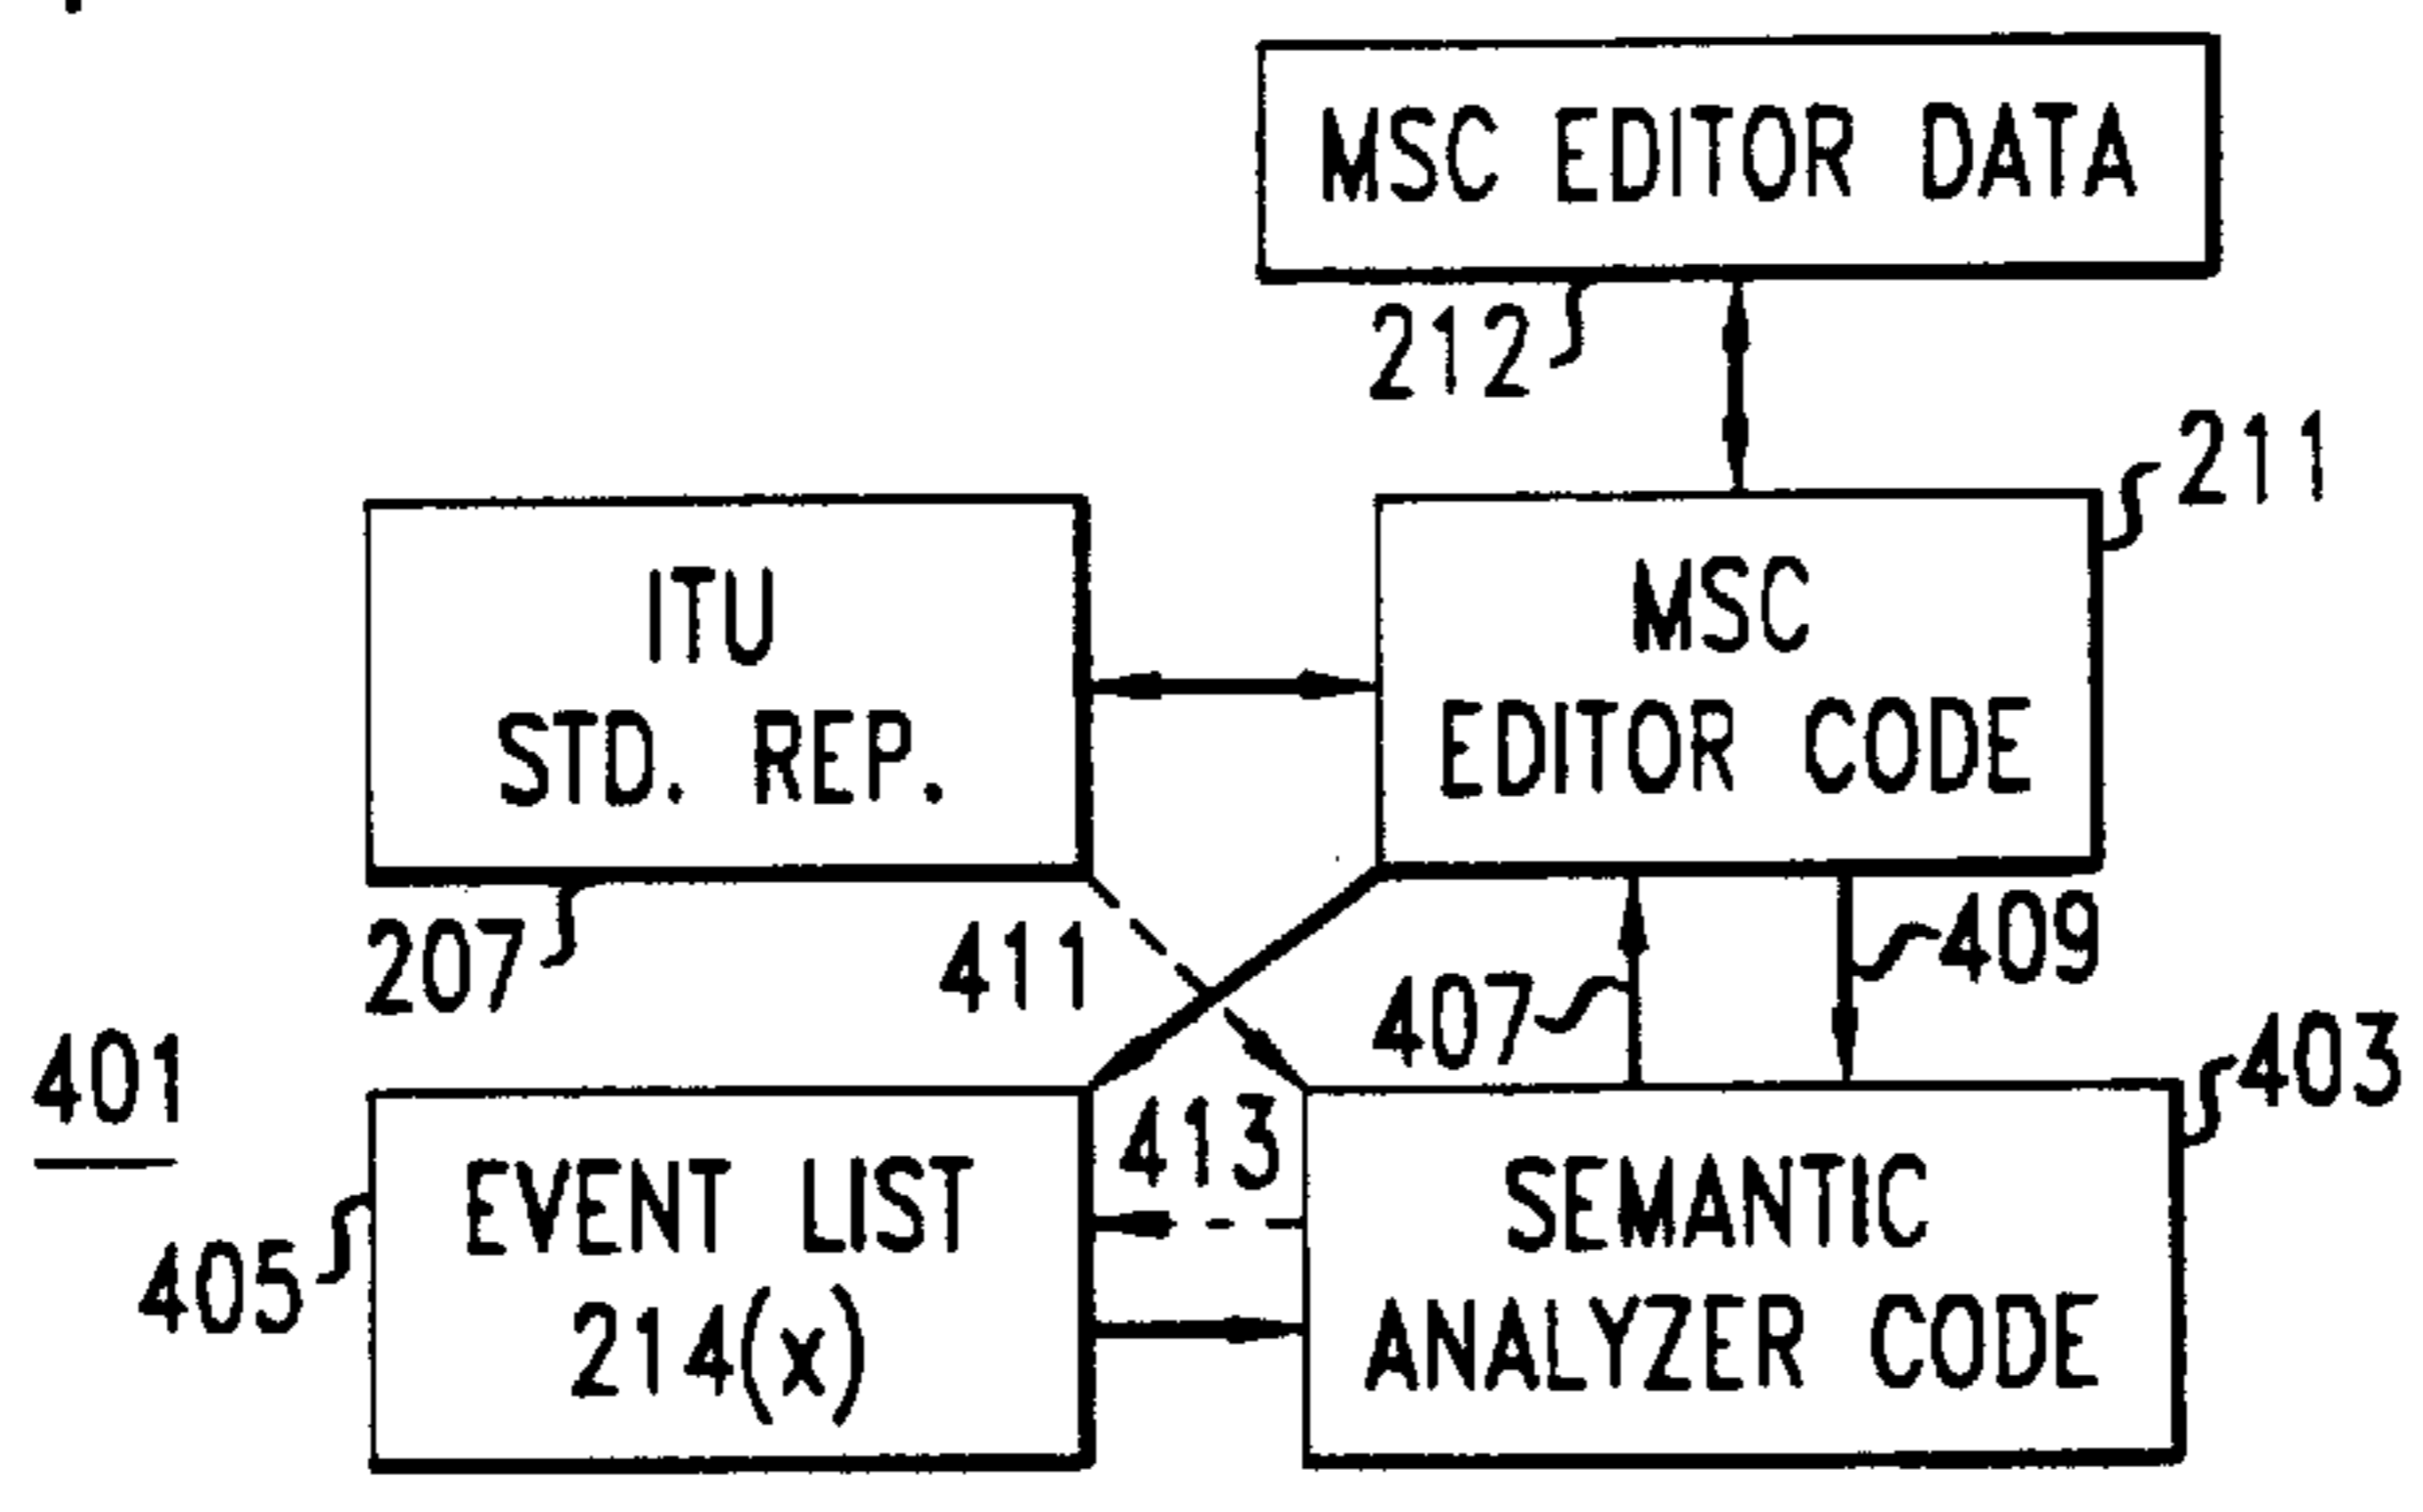 MSC EDITOR DATA
212
211
ITU
STD. REP.
MSC
EDITOR CODE
207
411
407
409
401
403
413
EVENT LIST
214(x)
405
SEMANTIC
ANALYZER CODE